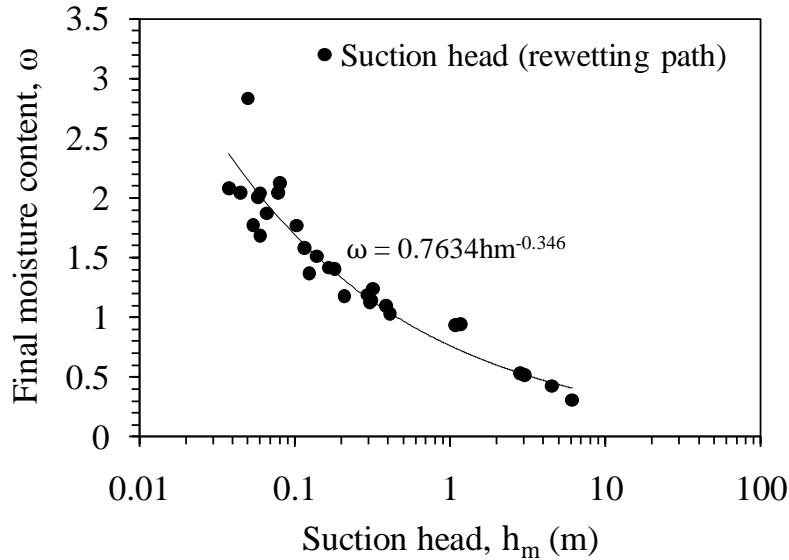 3.5
3
2.5
2
1.5
1
0.5
0
Final moisture content, ω
Suction head (rewetting path)
ω = 0.7634hm^-0.346
0.01 0.1 1 10 100
Suction head, hₘ (m)